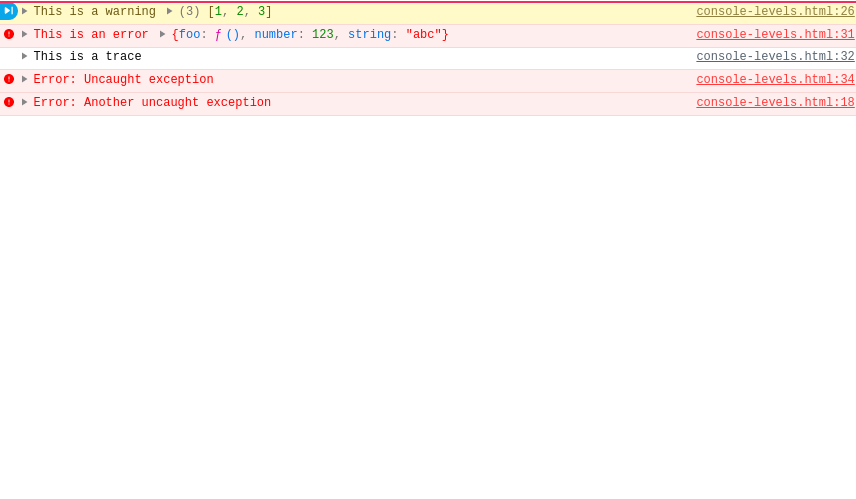 This is a warning (3) [1, 2, 3] console-levels.html:26
This is an error {foo: ƒ (), number: 123, string: "abc"} console-levels.html:31
This is a trace console-levels.html:32
Error: Uncaught exception console-levels.html:34
Error: Another uncaught exception console-levels.html:18